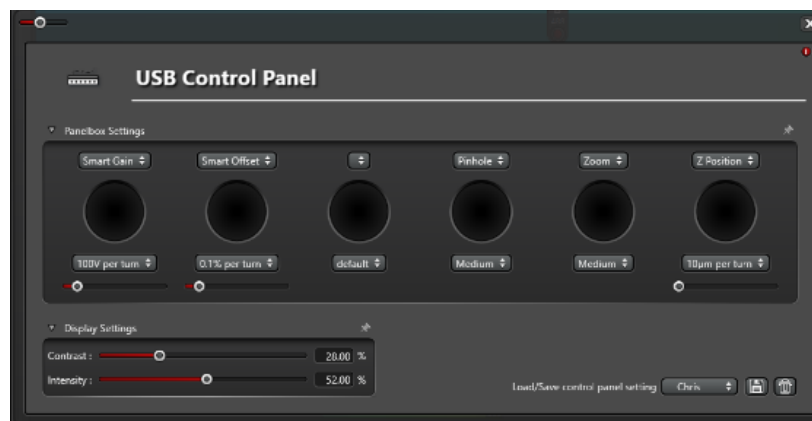 USB Control Panel
Panelbox Settings
Smart Gain Smart Offset Pinhole Zoom Z Position
100V per turn 0.1% per turn default Medium Medium 10µm per turn
Display Settings
Contrast : 28.00 %
Intensity : 52.00 %
Load/Save control panel setting Chris